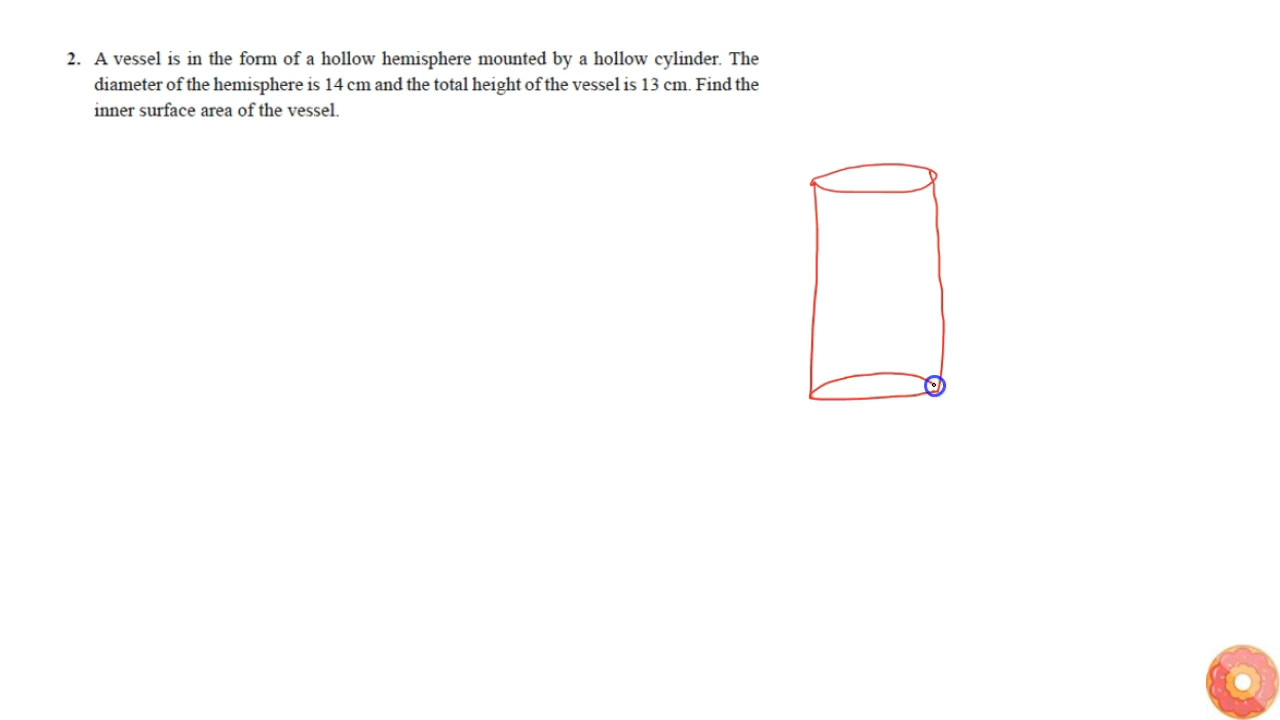 2. A vessel is in the form of a hollow hemisphere mounted by a hollow cylinder. The
diameter of the hemisphere is 14 cm and the total height of the vessel is 13 cm. Find the
inner surface area of the vessel.